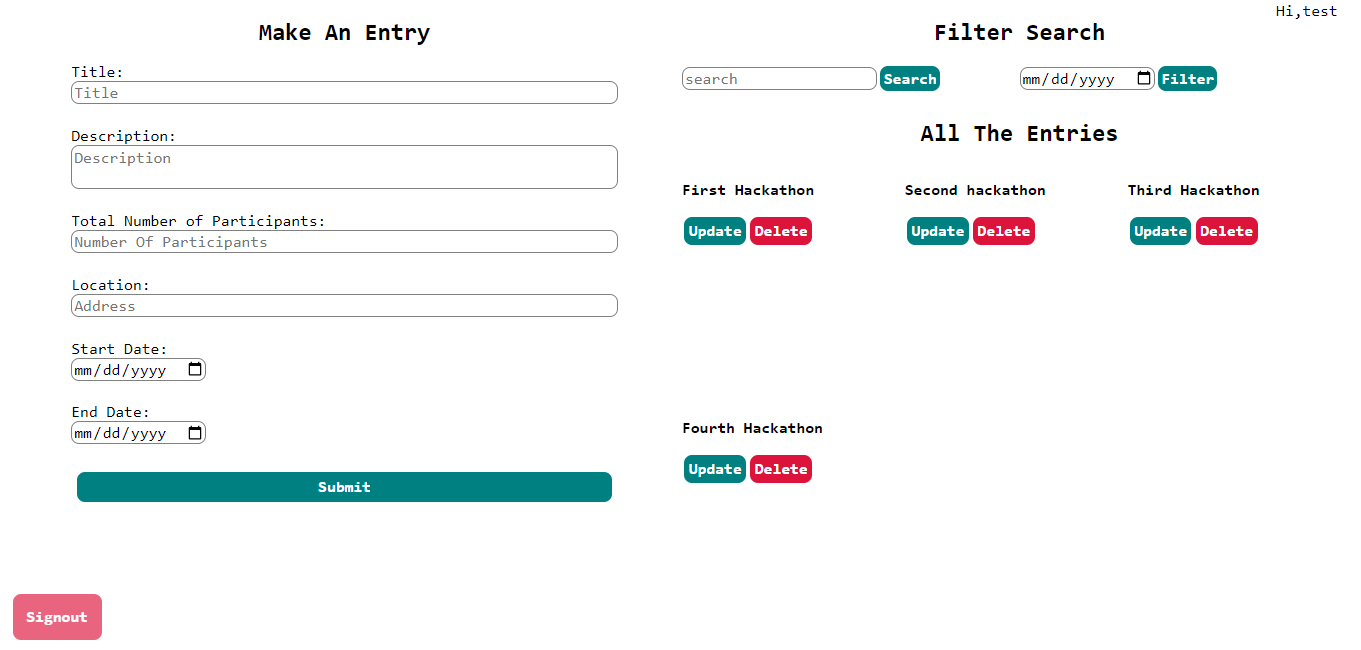 Hi,test
Make An Entry
Title:
Title
Description:
Description
Total Number of Participants:
Number Of Participants
Location:
Address
Start Date:
mm/dd/yyyy
End Date:
mm/dd/yyyy
Submit
Signout
Filter Search
search Search mm/dd/yyyy Filter
All The Entries
First Hackathon Second hackathon Third Hackathon
Update Delete Update Delete Update Delete
Fourth Hackathon
Update Delete